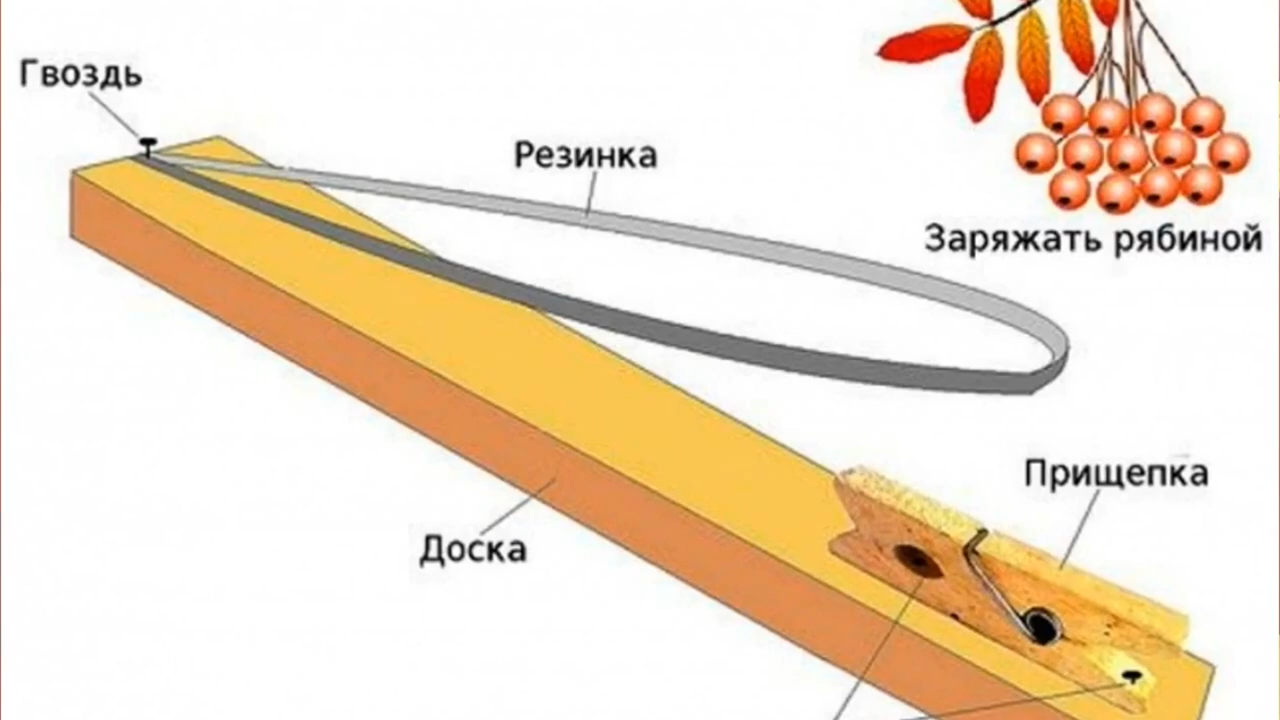 Гвоздь
Резинка
Заряжать рябиной
Прищепка
Доска